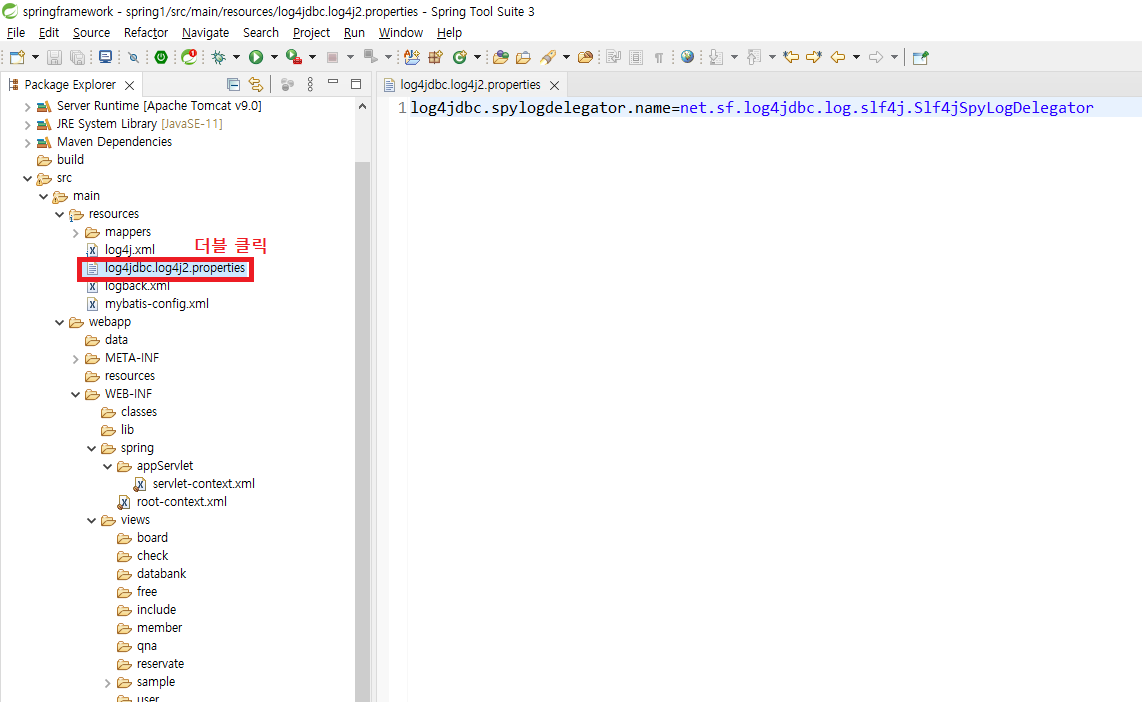 springframework - spring1/src/main/resources/log4jdbc.log4j2.properties - Spring Tool Suite 3
File Edit Source Refactor Navigate Search Project Run Window Help
Package Explorer
log4jdbc.log4j2.properties
Server Runtime [Apache Tomcat v9.0]
JRE System Library [JavaSE-11]
Maven Dependencies
build
src
main
resources
mappers
log4j.xml
더블 클릭
log4jdbc.log4j2.properties
logback.xml
mybatis-config.xml
webapp
data
META-INF
resources
WEB-INF
classes
lib
spring
appServlet
servlet-context.xml
root-context.xml
views
board
check
databank
free
include
member
qna
reservate
sample
user
1 log4jdbc.spylogdelegator.name=net.sf.log4jdbc.log.slf4j.Slf4jSpyLogDelegator